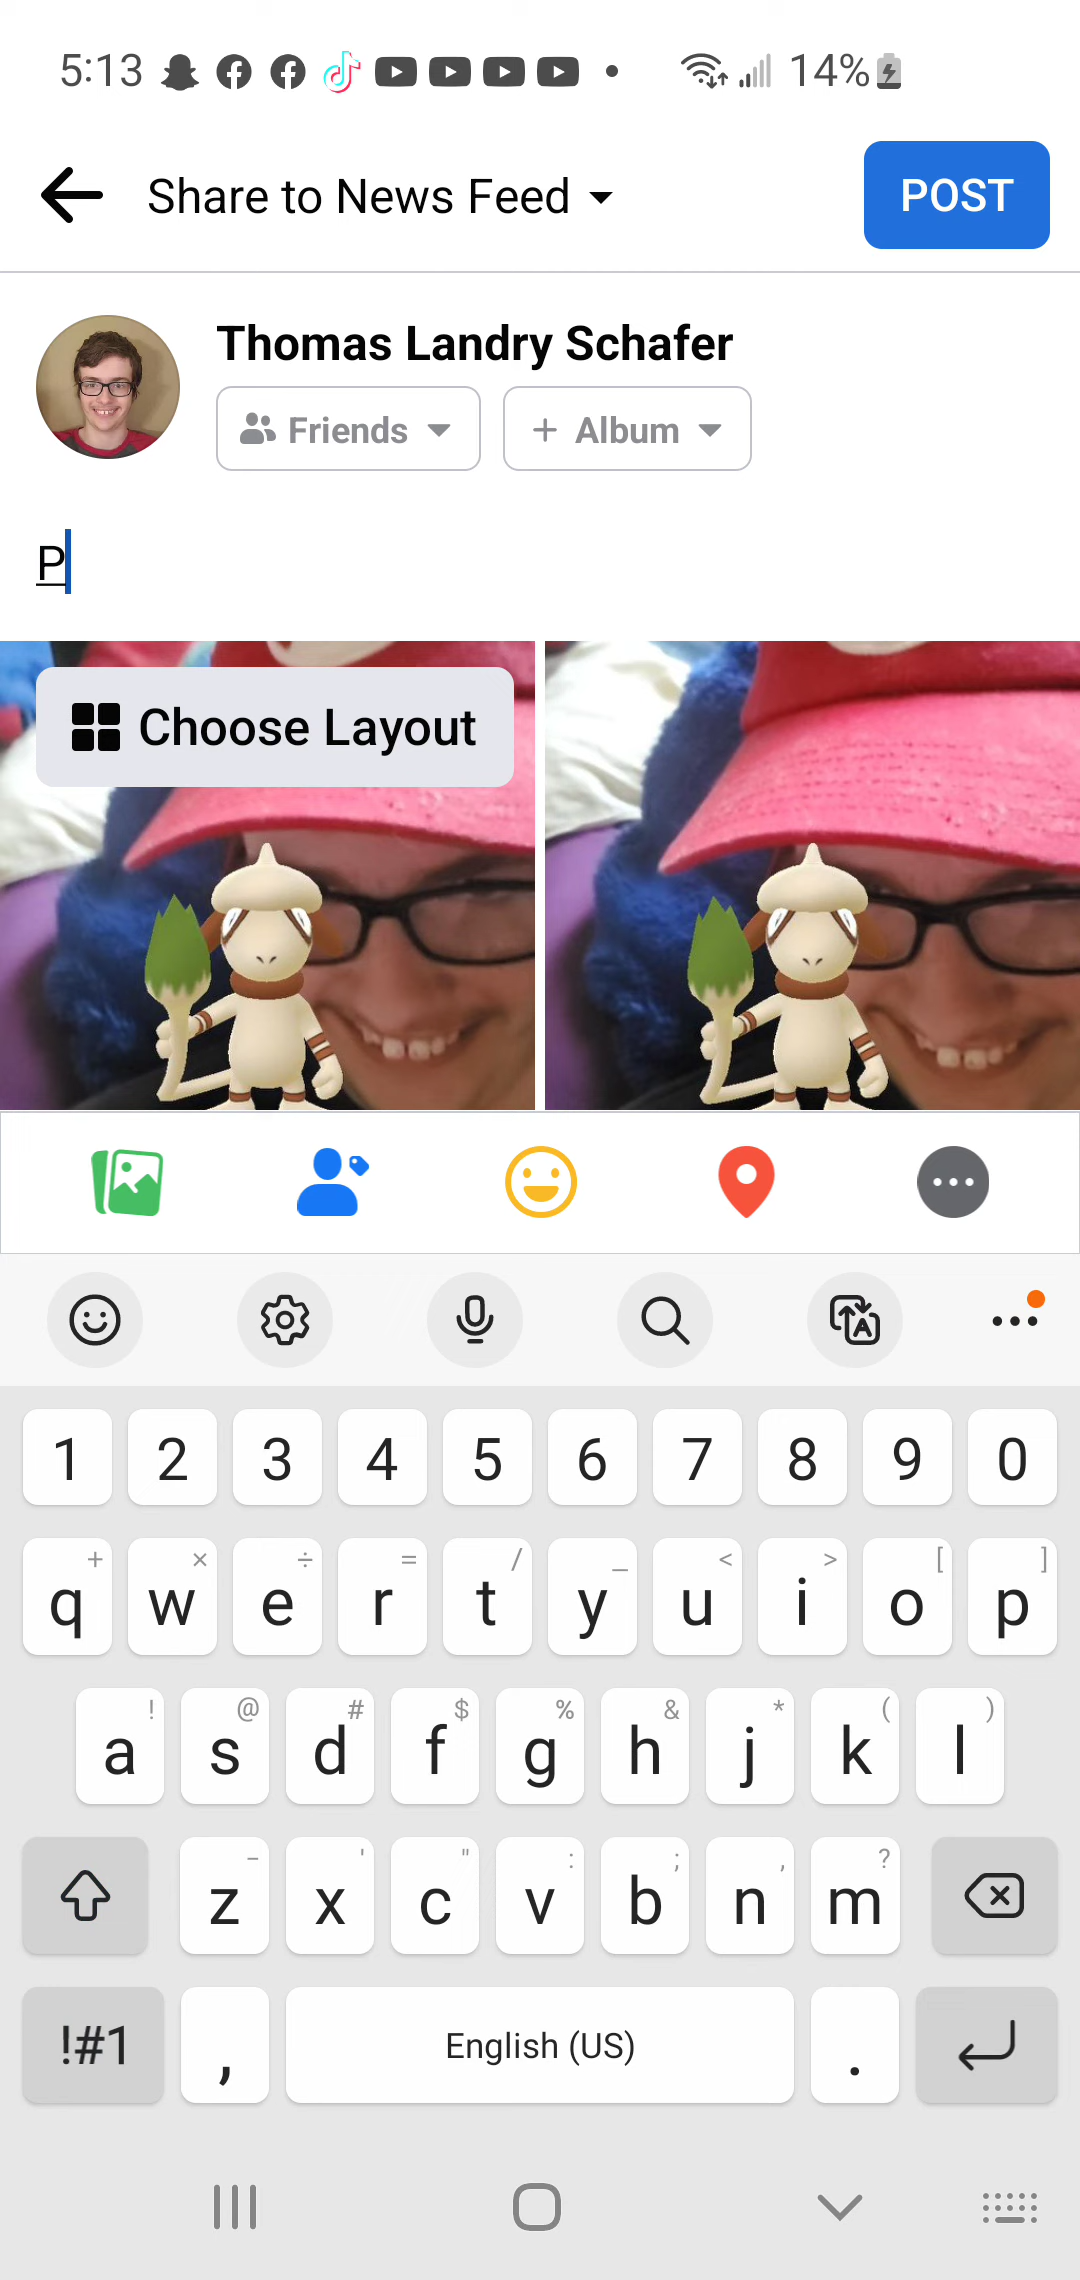 5:13 14%
Share to News Feed POST
Thomas Landry Schafer
Friends + Album
P
Choose Layout
1 2 3 4 5 6 7 8 9 0
+ × ÷ = / _ < > [ ]
q w e r t y u i o p
! @ # $ % & * ( )
a s d f g h j k l
- ' " : ; , ?
z x c v b n m
!#1 , English (US) .